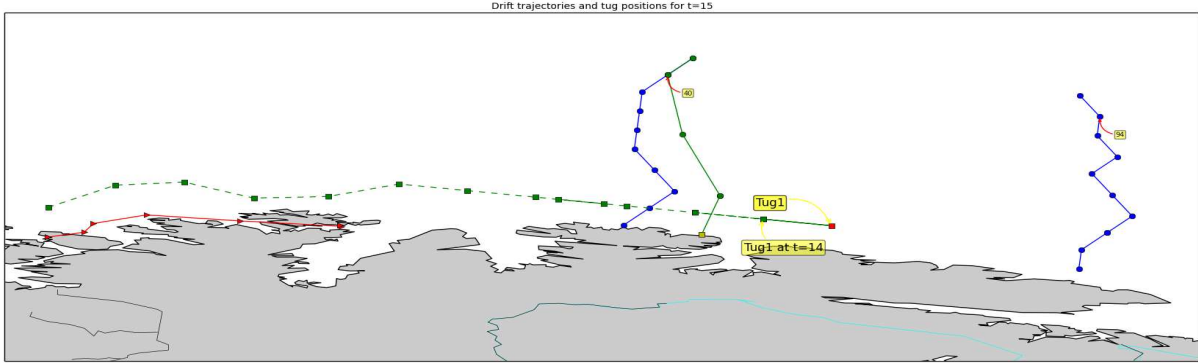 Drift trajectories and tug positions for t=15
40
94
Tug1
Tug1 at t=14